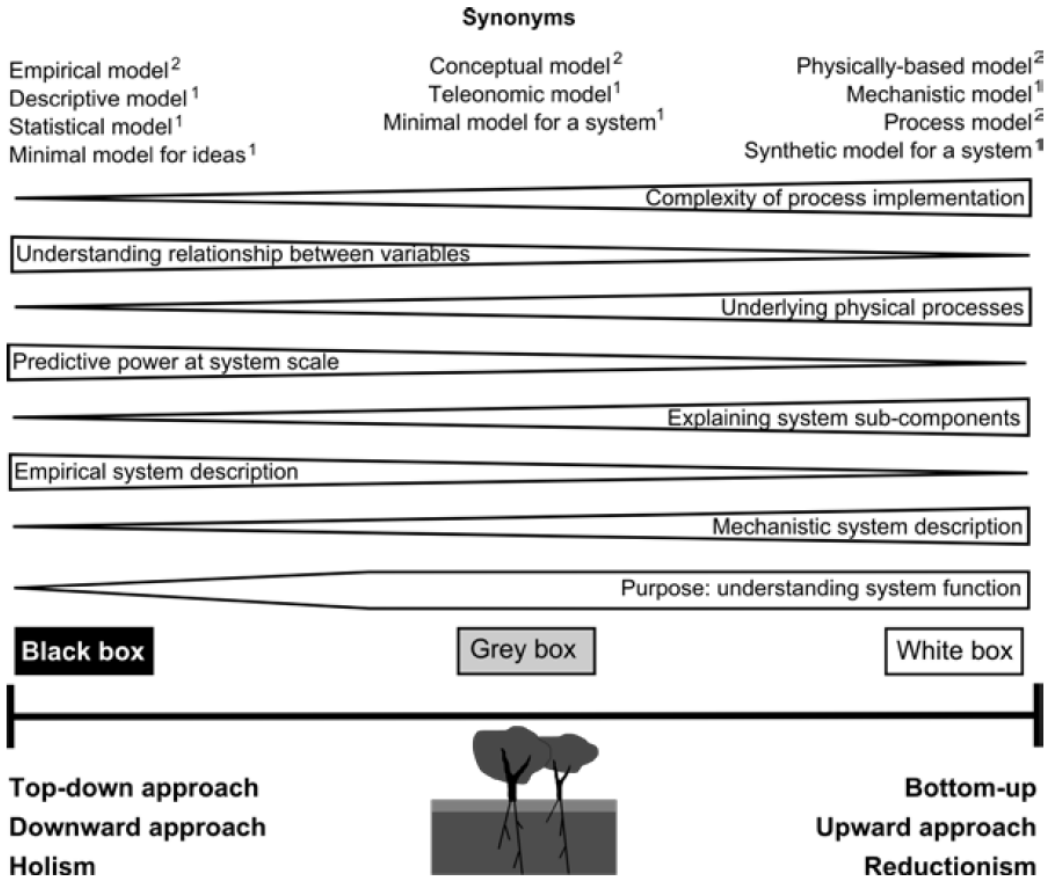 Synonyms
Empirical model²
Descriptive model¹
Statistical model¹
Minimal model for ideas¹
Conceptual model²
Teleonomic model¹
Minimal model for a system¹
Physically-based model²
Mechanistic model¹
Process model²
Synthetic model for a system¹
Complexity of process implementation
Understanding relationship between variables
Underlying physical processes
Predictive power at system scale
Explaining system sub-components
Empirical system description
Mechanistic system description
Purpose: understanding system function
Black box
Grey box
White box
Top-down approach
Downward approach
Holism
Bottom-up
Upward approach
Reductionism